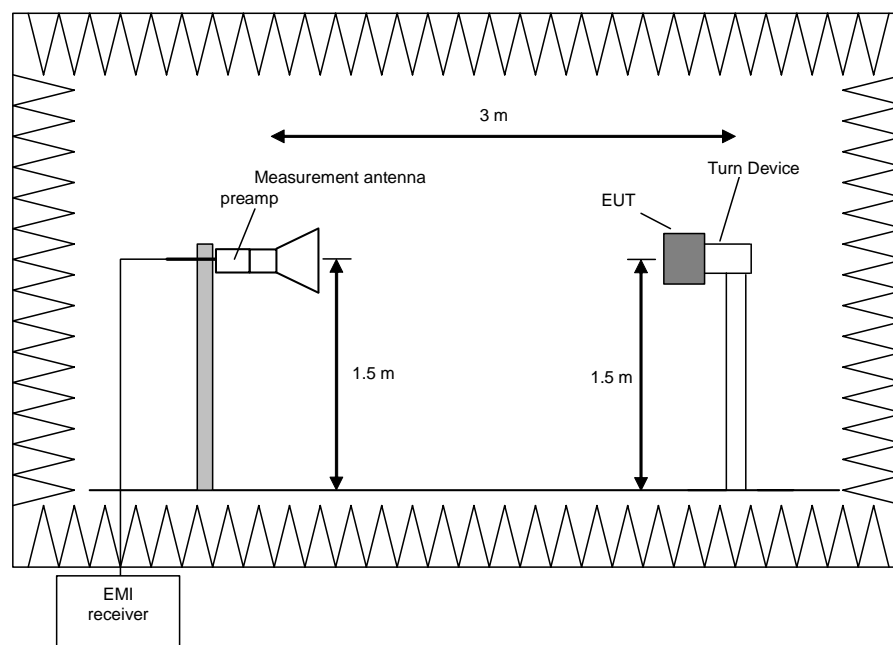 3 m
Measurement antenna
preamp
Turn Device
EUT
1.5 m
1.5 m
EMI
receiver